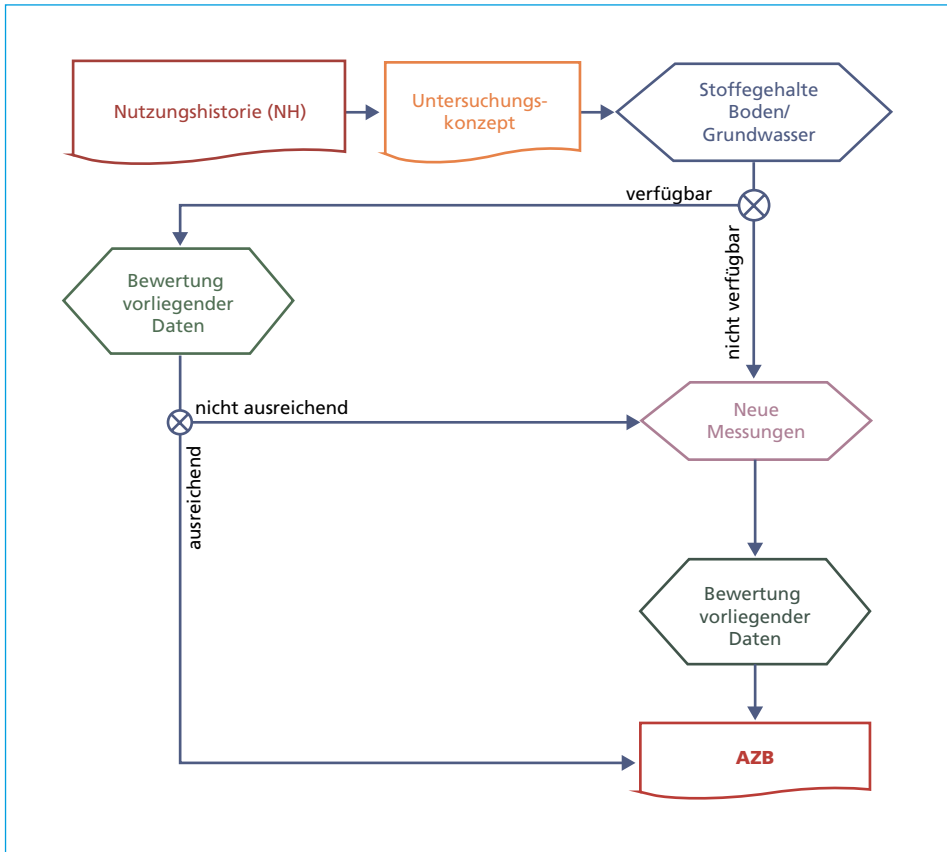 Nutzungshistorie (NH)
Untersuchungs-
konzept
Stoffegehalte
Boden/
Grundwasser
verfügbar
nicht verfügbar
Bewertung
vorliegender
Daten
nicht ausreichend
ausreichend
Neue
Messungen
Bewertung
vorliegender
Daten
AZB